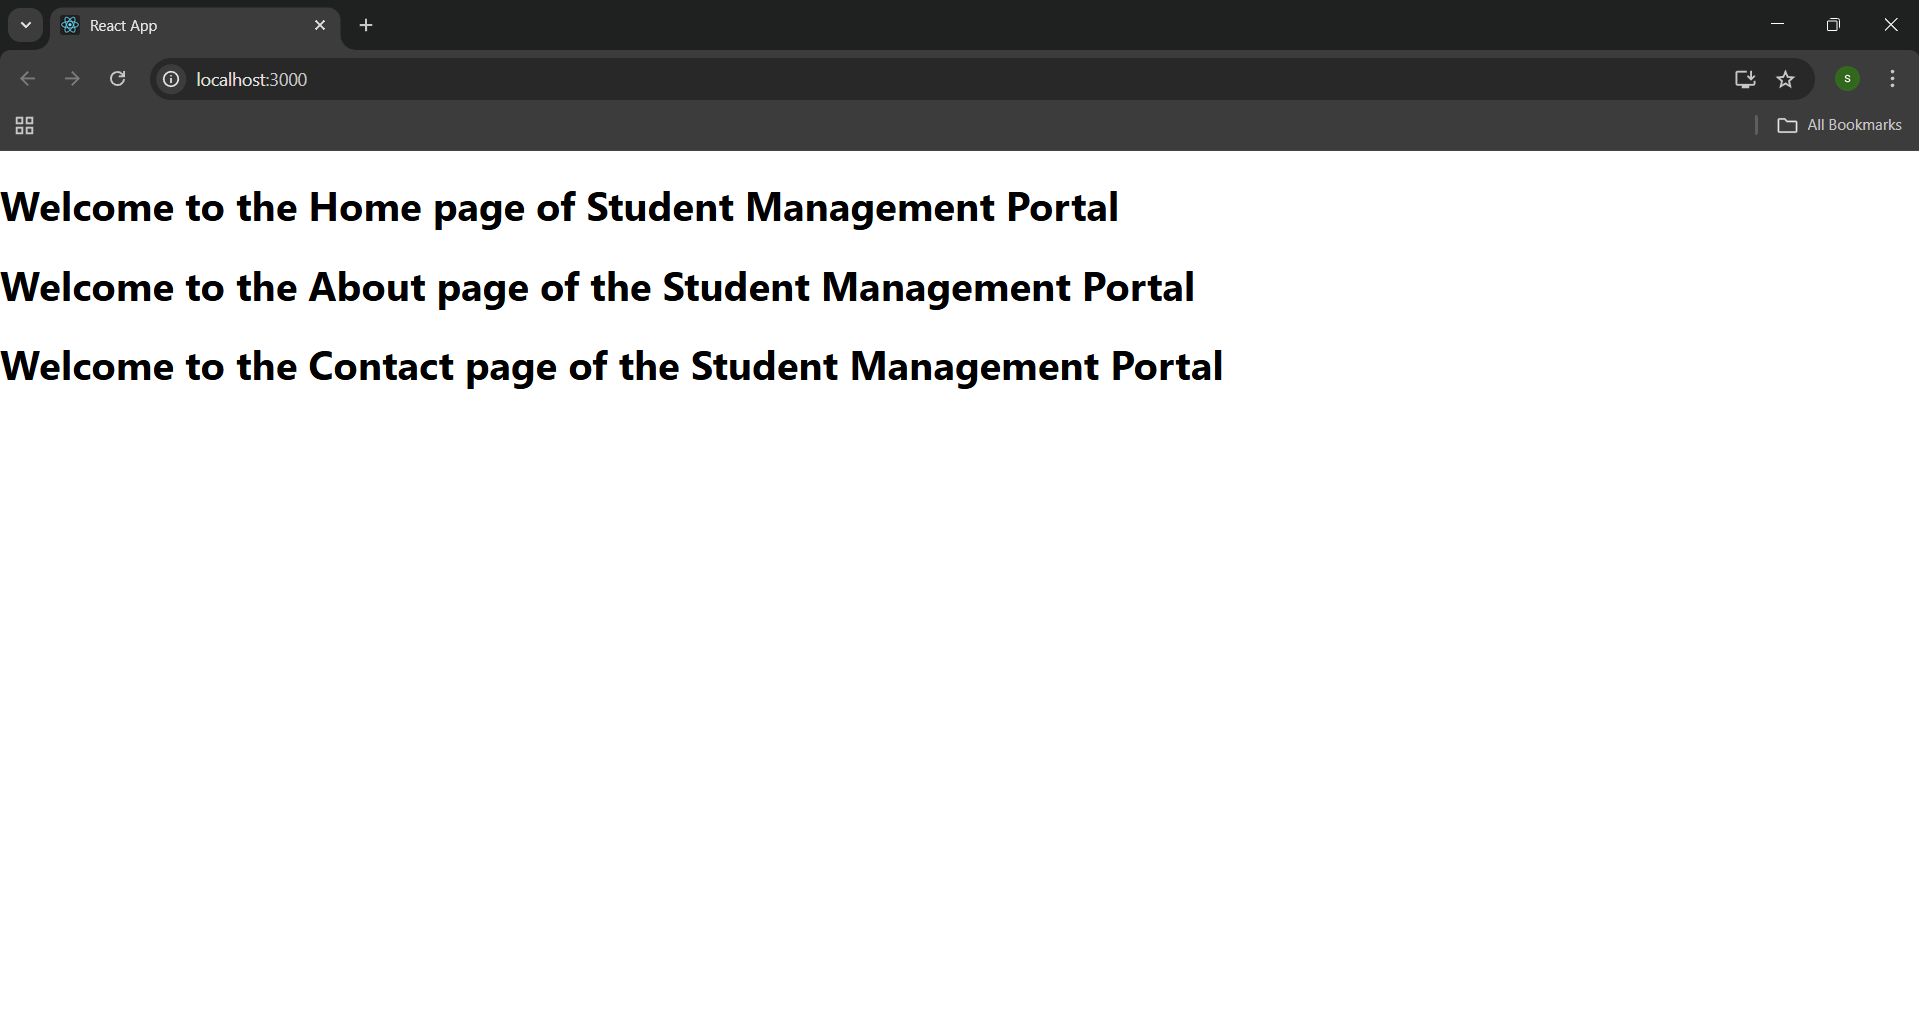 React App
localhost:3000
S
All Bookmarks
Welcome to the Home page of Student Management Portal
Welcome to the About page of the Student Management Portal
Welcome to the Contact page of the Student Management Portal